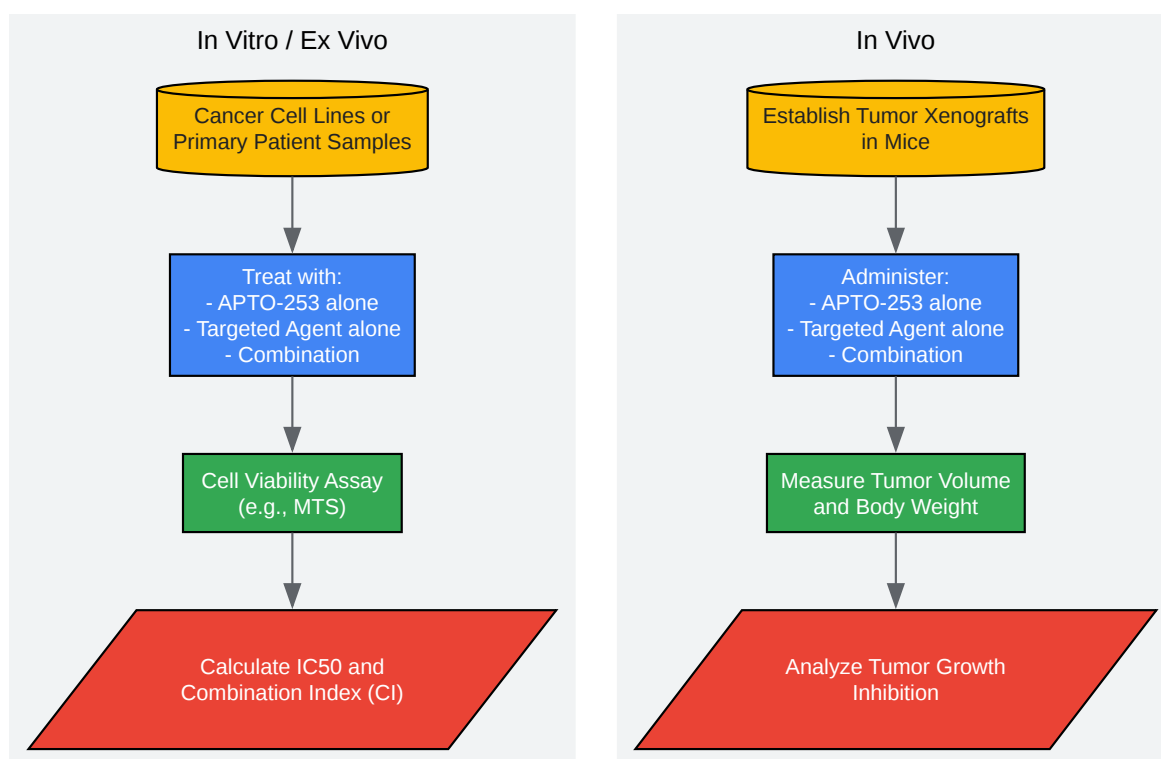 In Vitro / Ex Vivo
Cancer Cell Lines or
Primary Patient Samples
Treat with:
- APTO-253 alone
- Targeted Agent alone
- Combination
Cell Viability Assay
(e.g., MTS)
Calculate IC50 and
Combination Index (CI)
In Vivo
Establish Tumor Xenografts
in Mice
Administer:
- APTO-253 alone
- Targeted Agent alone
- Combination
Measure Tumor Volume
and Body Weight
Analyze Tumor Growth
Inhibition